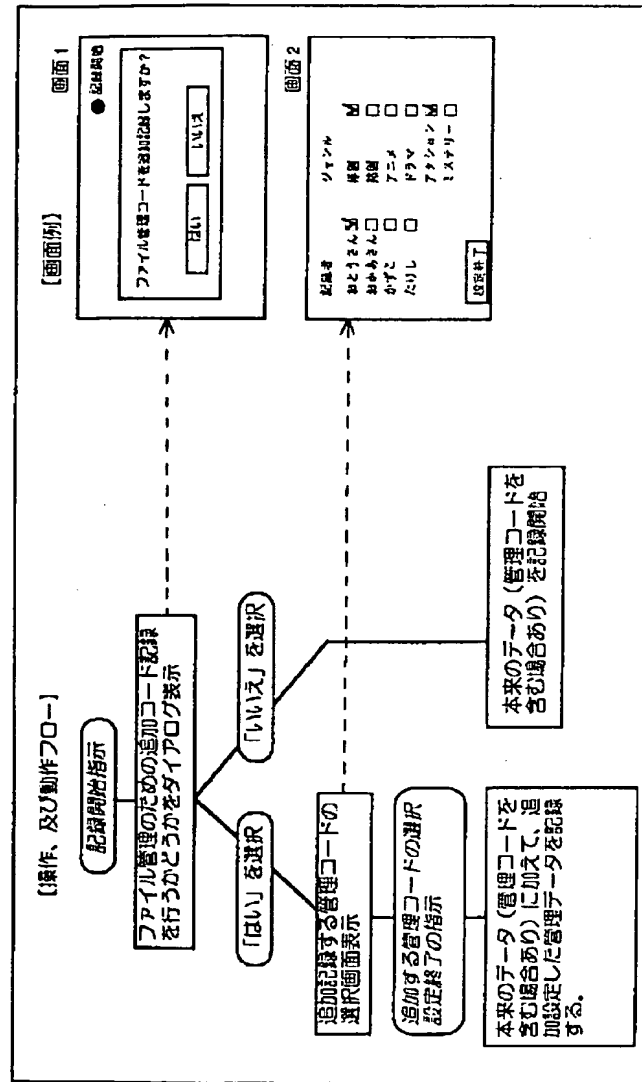 【操作、及び動作フロー】
記録開始指示
ファイル管理のための追加コード記録
を行うかどうかをダイアログ表示
「はい」を選択
「いいえ」を選択
追加記録する管理コードの
選択画面表示
追加する管理コードの選択
設定終了の指示
本来のデータ（管理コードを
含む場合あり）に加えて、追
加設定した管理データを記録
する。
本来のデータ（管理コードを
含む場合あり）を記録開始
【画面例】
画面1
●記録開始
ファイル管理コードを追加記録しますか？
はい
いいえ
画面2
記録者
おとうさん
おかあさん
かずこ
たりし
ジャンル
洋画
邦画
アニメ
ドラマ
アクション
ミステリー
設定終了